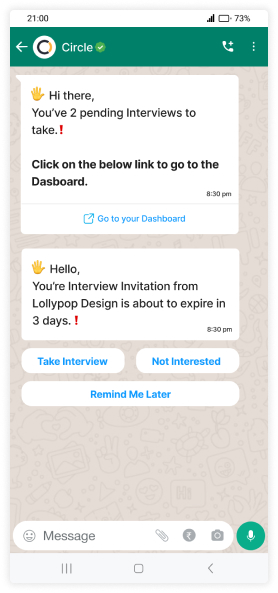 21:00
73%
Circle
Hi there,
You've 2 pending Interviews to
take.❗
Click on the below link to go to the
Dasboard.
8:30 pm
Go to your Dashboard
Hello,
You're Interview Invitation from
Lollypop Design is about to expire in
3 days. ❗
8:30 pm
Take Interview
Not Interested
Remind Me Later
Message